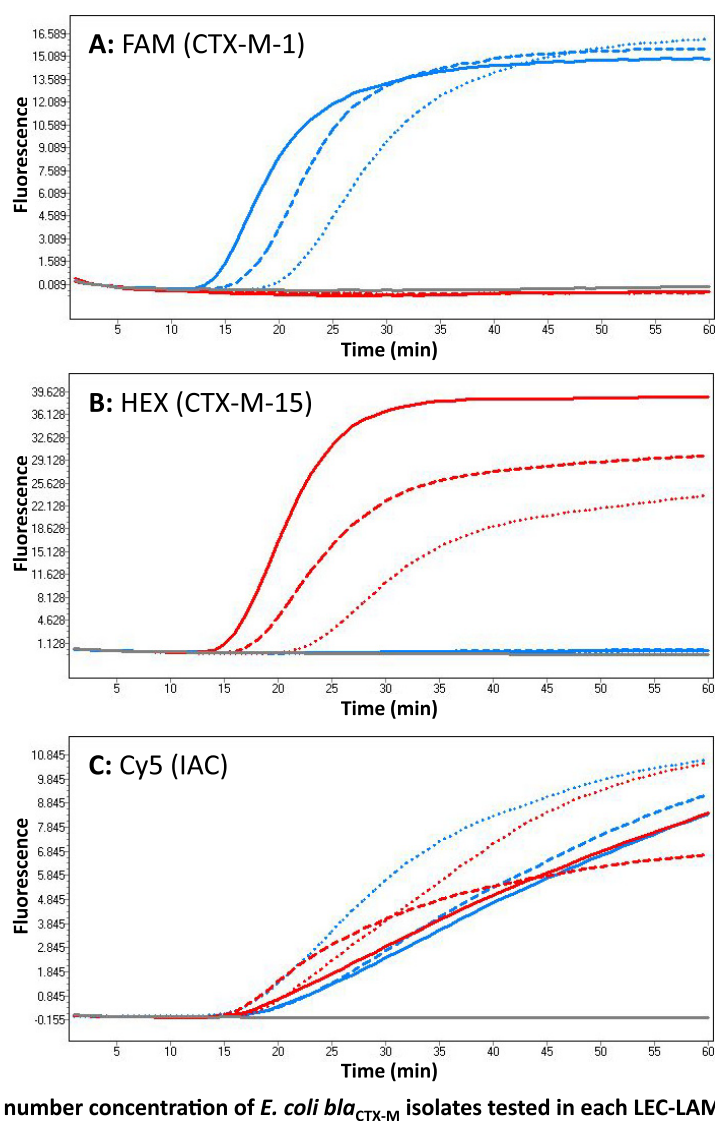 A: FAM (CTX-M-1)
Fluorescence
16.589
15.089
13.589
12.089
10.589
9.089
7.589
6.089
4.589
3.089
1.589
0.089
5 10 15 20 25 30 35 40 45 50 55 60
Time (min)
B: HEX (CTX-M-15)
Fluorescence
39.628
36.128
32.628
29.128
25.628
22.128
18.628
15.128
11.628
8.128
4.628
1.128
5 10 15 20 25 30 35 40 45 50 55 60
Time (min)
C: Cy5 (IAC)
Fluorescence
10.845
9.845
8.845
7.845
6.845
5.845
4.845
3.845
2.845
1.845
0.845
-0.155
5 10 15 20 25 30 35 40 45 50 55 60
Time (min)
number concentration of E. coli blaCTX-M isolates tested in each LEC-LAM